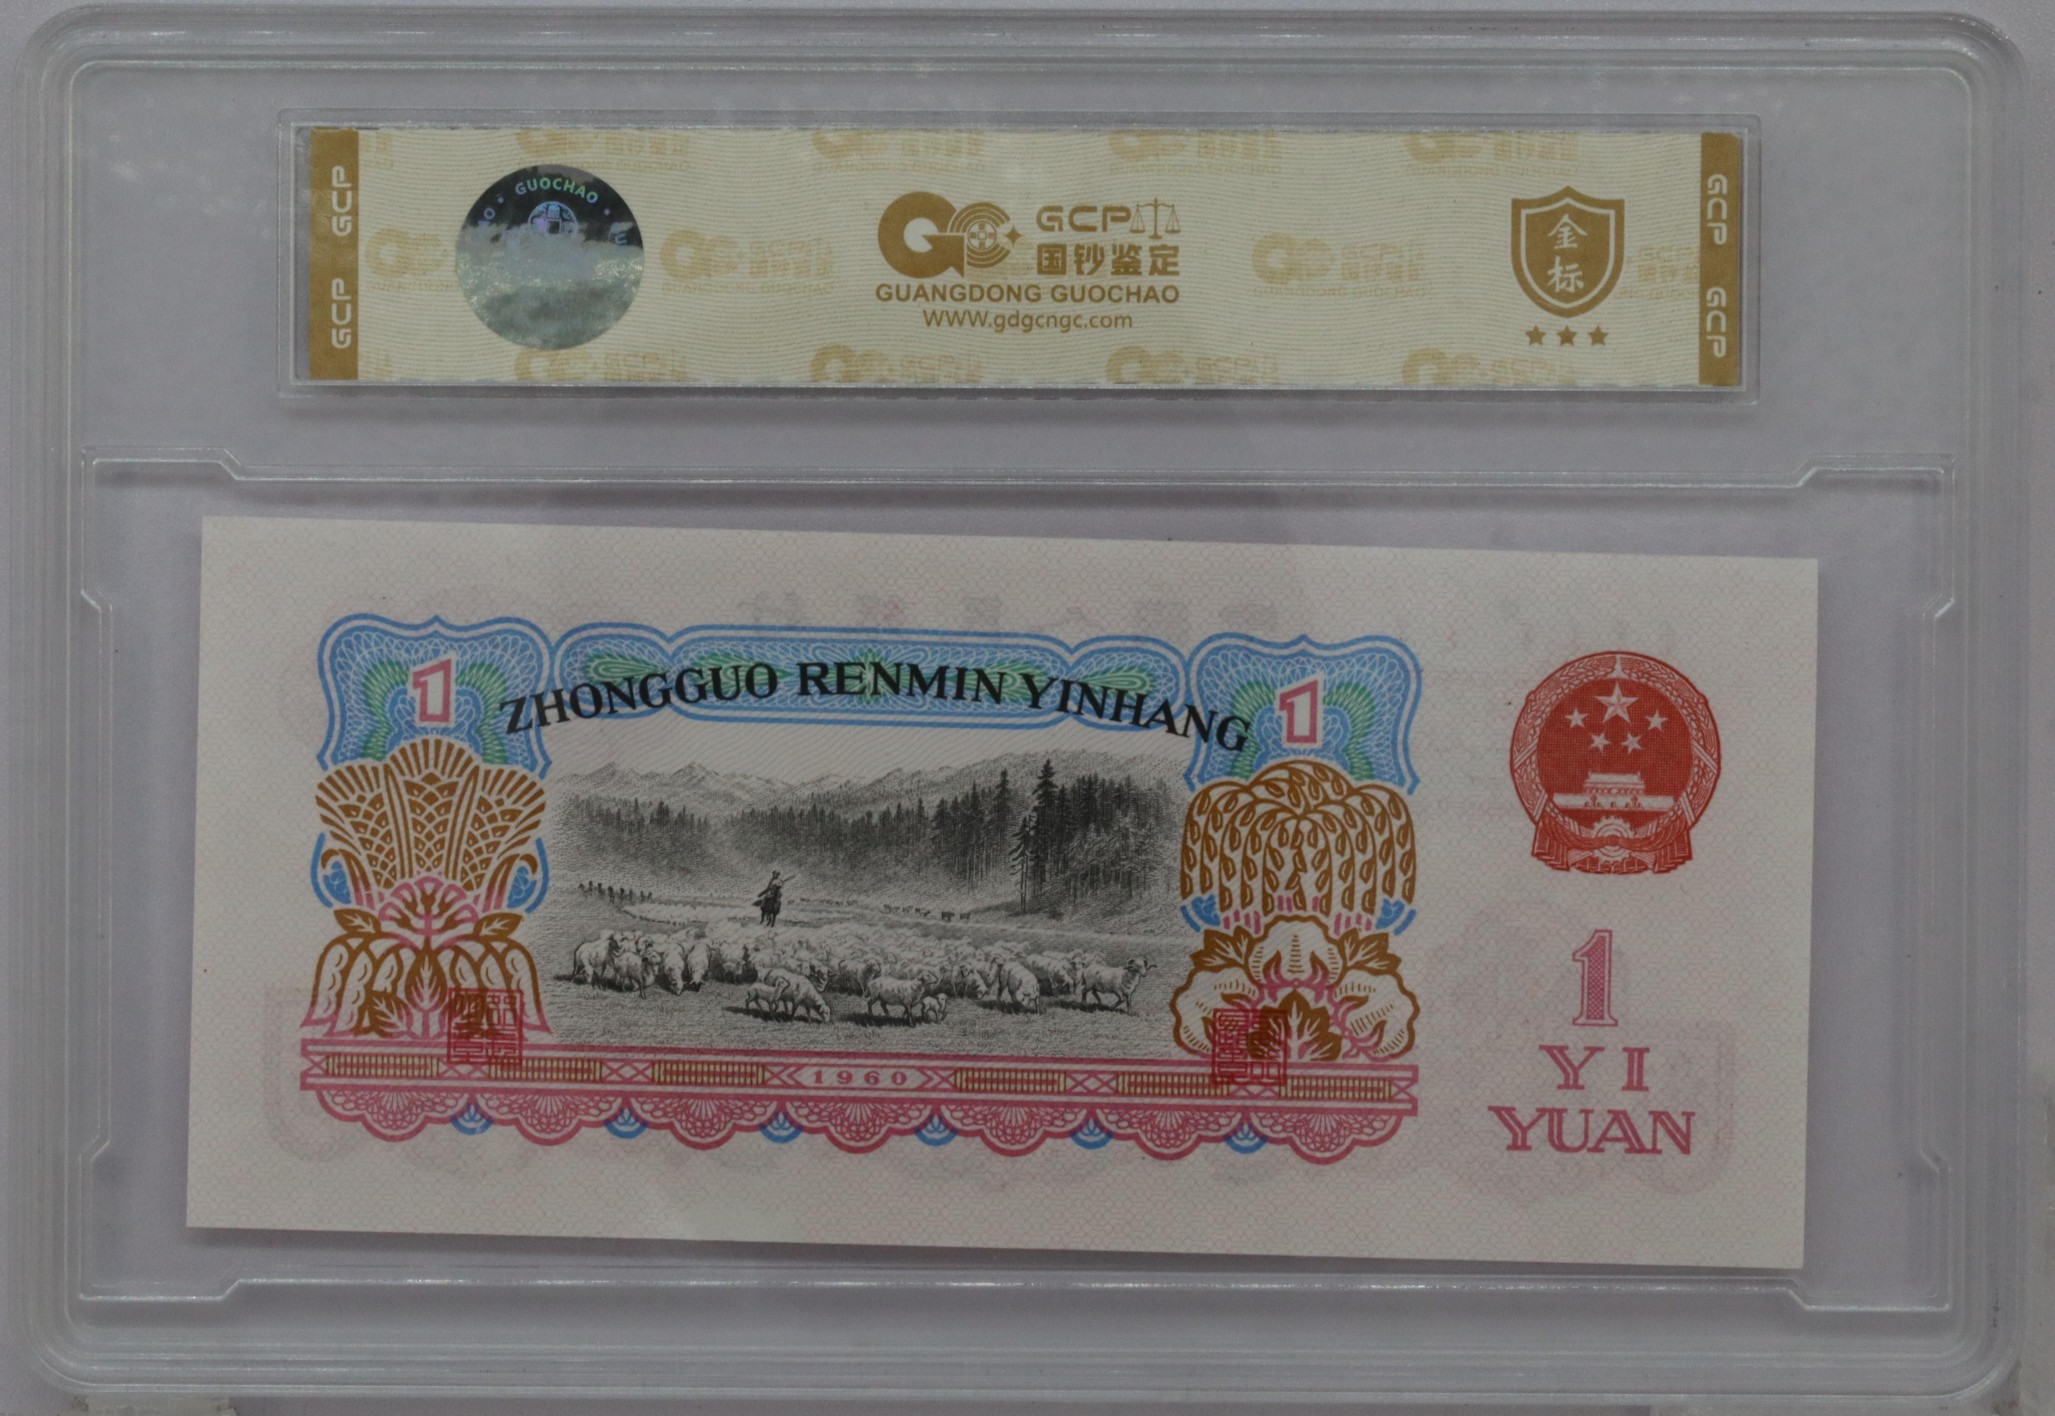 GCP
GCP
GUOCHAO
GCP
国钞鉴定
GUANGDONG GUOCHAO
WWW.gdgcngc.com
金标
GCP
GCP
1
ZHONGGUO RENMIN YINHANG
1
1960
1
YI
YUAN